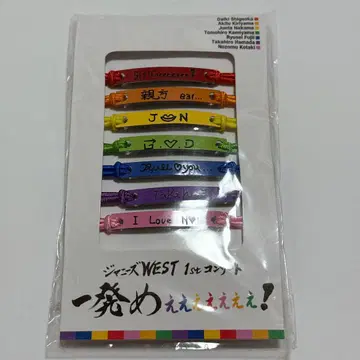 Daiki Shigeoka
Akito Kiriyama
Junta Nakama
Tomohiro Kamiyama
Ryusei Fujii
Takahiro Hamada
Nozomu Kotaki
親方
J N
I Love N
ジャニーズWEST 1stコンサート
一発めぇぇぇぇぇぇぇ!